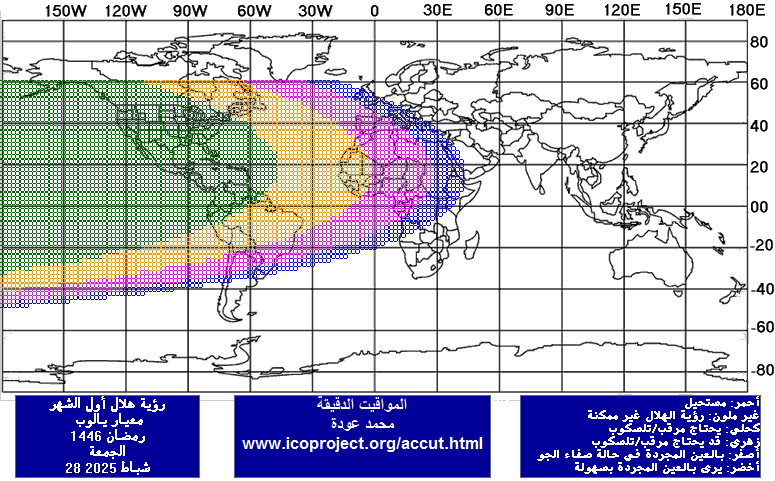 150W 120W 90W 60W 30W 0 30E 60E 90E 120E 150E 180E
80
60
40
20
00
-20
-40
-60
-80
رؤية هلال أول الشهر
معيار يالوب
رمضان 1446
الجمعة
28 شباط 2025
المواقيت الدقيقة
محمد عودة
www.icoproject.org/accut.html
أحمر: مستحيل
غير ملون: رؤية الهلال غير ممكنة
كحلي: يحتاج مرقب/تلسكوب
زهري: قد يحتاج مرقب/تلسكوب
أصفر: بالعين المجردة في حالة صفاء الجو
أخضر: يرى بالعين المجردة بصهولة